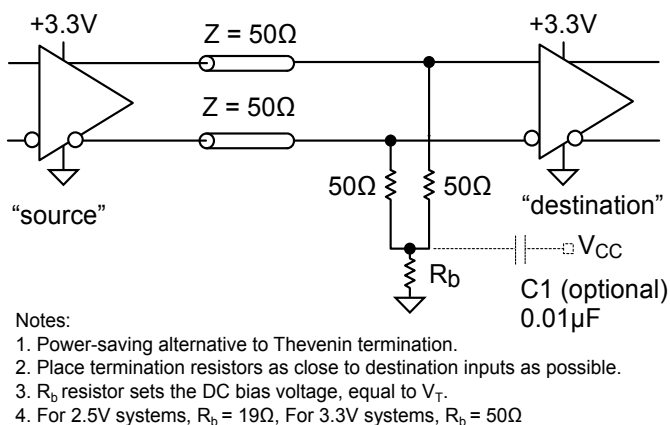 +3.3V
+3.3V
Z = 50Ω
Z = 50Ω
50Ω
50Ω
"source"
"destination"
Rb
VCC
C1 (optional)
0.01µF
Notes:
1. Power-saving alternative to Thevenin termination.
2. Place termination resistors as close to destination inputs as possible.
3. Rb resistor sets the DC bias voltage, equal to VT.
4. For 2.5V systems, Rb = 19Ω, For 3.3V systems, Rb = 50Ω